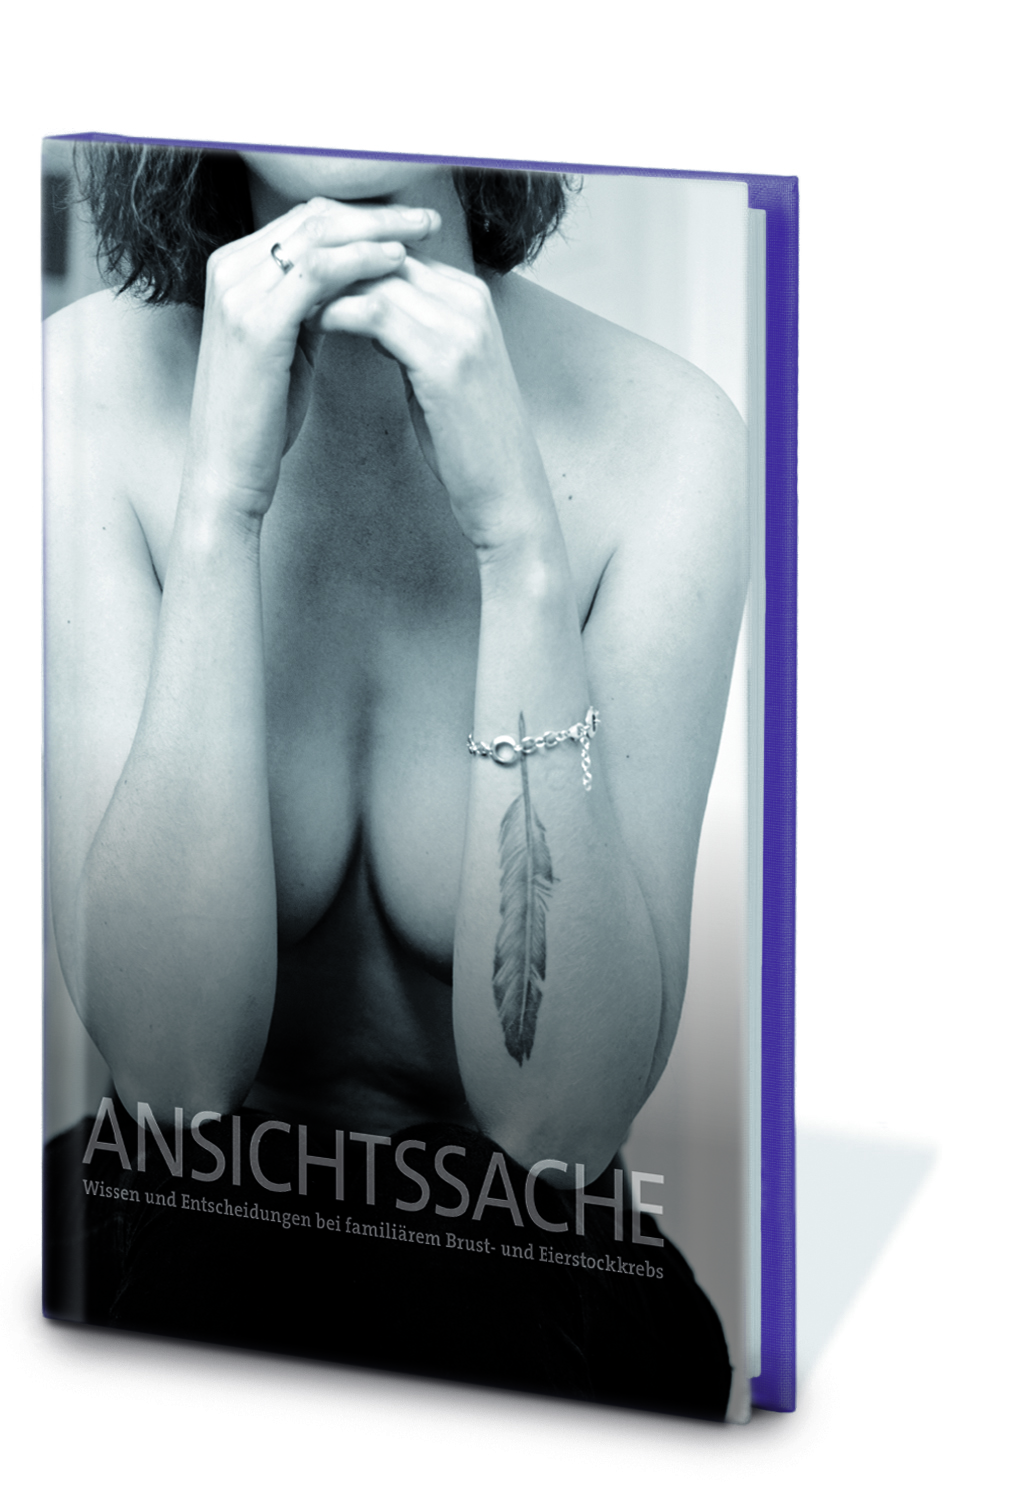 ANSICHTSSACHE
Wissen und Entscheidungen bei familiärem Brust- und Eierstockkrebs